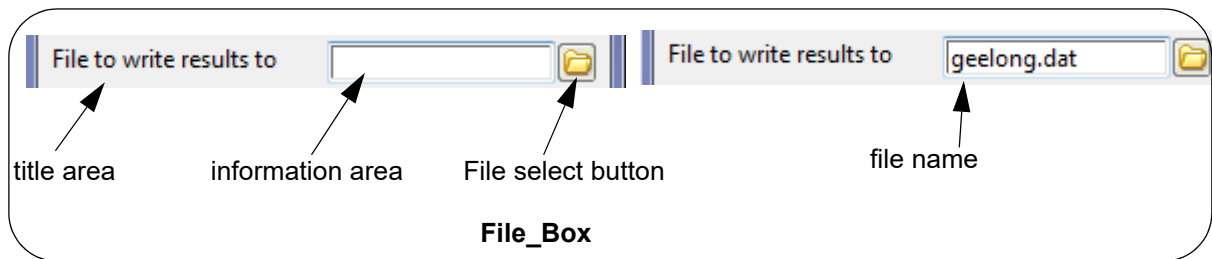 File to write results to
File to write results to
geelong.dat
title area
information area
File select button
file name
File_Box